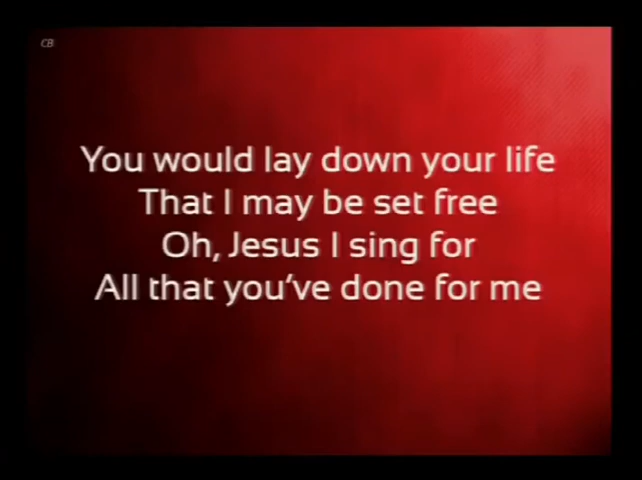 CB
You would lay down your life
That I may be set free
Oh, Jesus I sing for
All that you've done for me